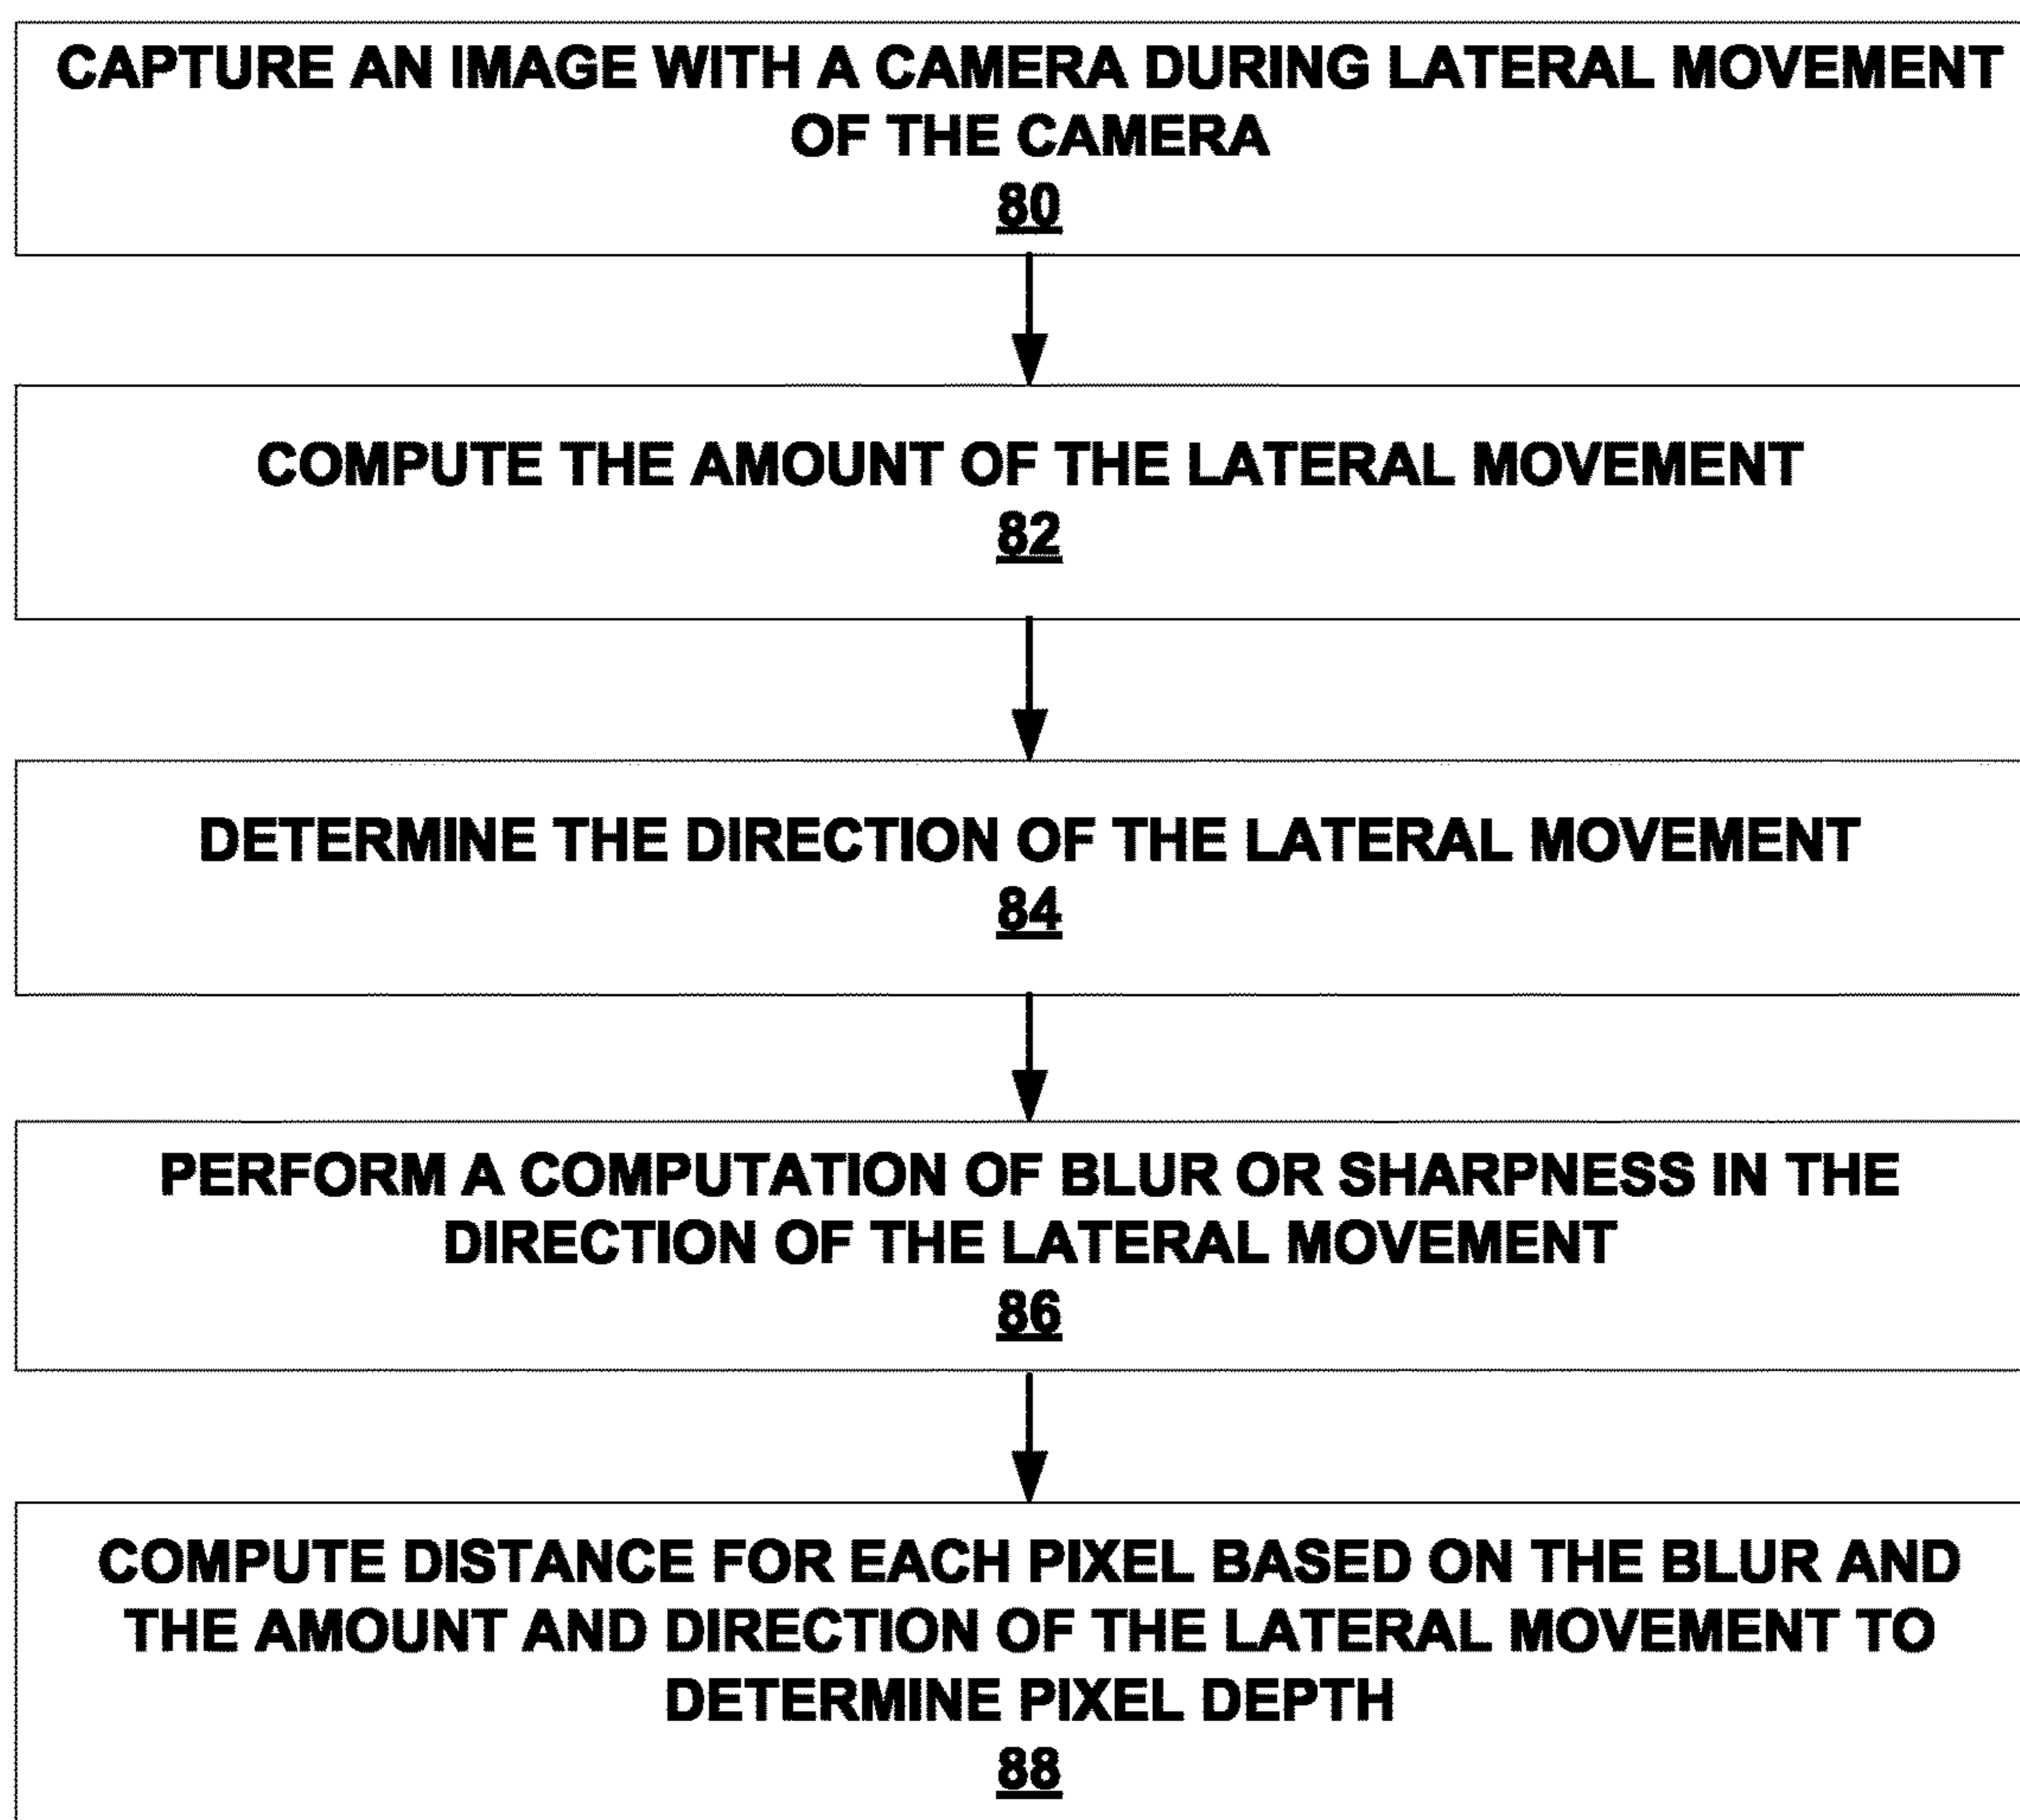 CAPTURE AN IMAGE WITH A CAMERA DURING LATERAL MOVEMENT
OF THE CAMERA
80
COMPUTE THE AMOUNT OF THE LATERAL MOVEMENT
82
DETERMINE THE DIRECTION OF THE LATERAL MOVEMENT
84
PERFORM A COMPUTATION OF BLUR OR SHARPNESS IN THE
DIRECTION OF THE LATERAL MOVEMENT
86
COMPUTE DISTANCE FOR EACH PIXEL BASED ON THE BLUR AND
THE AMOUNT AND DIRECTION OF THE LATERAL MOVEMENT TO
DETERMINE PIXEL DEPTH
88